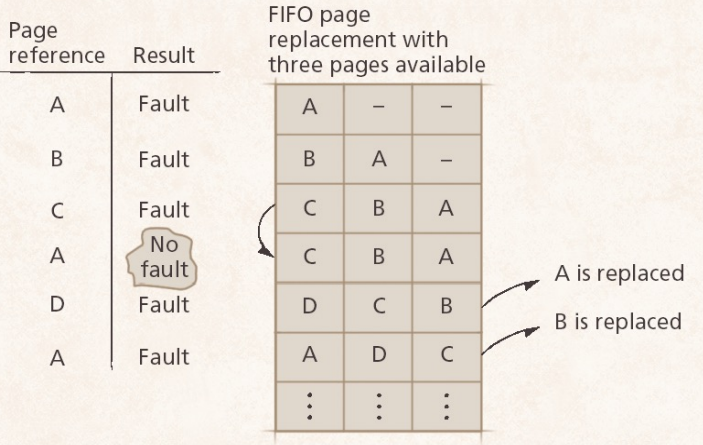 Page
reference Result
FIFO page
replacement with
three pages available
A Fault A – –
B Fault B A –
C Fault C B A
A No
fault C B A
D Fault D C B A is replaced
A Fault A D C B is replaced
⋮ ⋮ ⋮